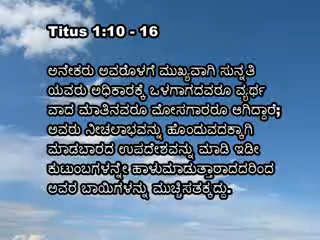 Titus 1:10 - 16
ಅನೇಕರು ಅವರೊಳಗೆ ಮುಖ್ಯವಾಗಿ ಸುನ್ನತಿ
ಯವರು ಅಧಿಕಾರಕ್ಕೆ ಒಳಗಾಗದವರೂ ವ್ಯರ್ಥ
ವಾದ ಮಾತಿನವರೂ ಮೋಸಗಾರರೂ ಆಗಿದ್ದಾರೆ;
ಅವರು ನೀಚಲಾಭವನ್ನು ಹೊಂದುವದಕ್ಕಾಗಿ
ಮಾಡಬಾರದ ಉಪದೇಶವನ್ನು ಮಾಡಿ ಇಡೀ
ಕುಟುಂಬಗಳನ್ನೇ ಹಾಳುಮಾಡುತ್ತಾರಾದದರಿಂದ
ಅವರ ಬಾಯಿಗಳನ್ನು ಮುಚ್ಚಿಸತಕ್ಕದ್ದು.